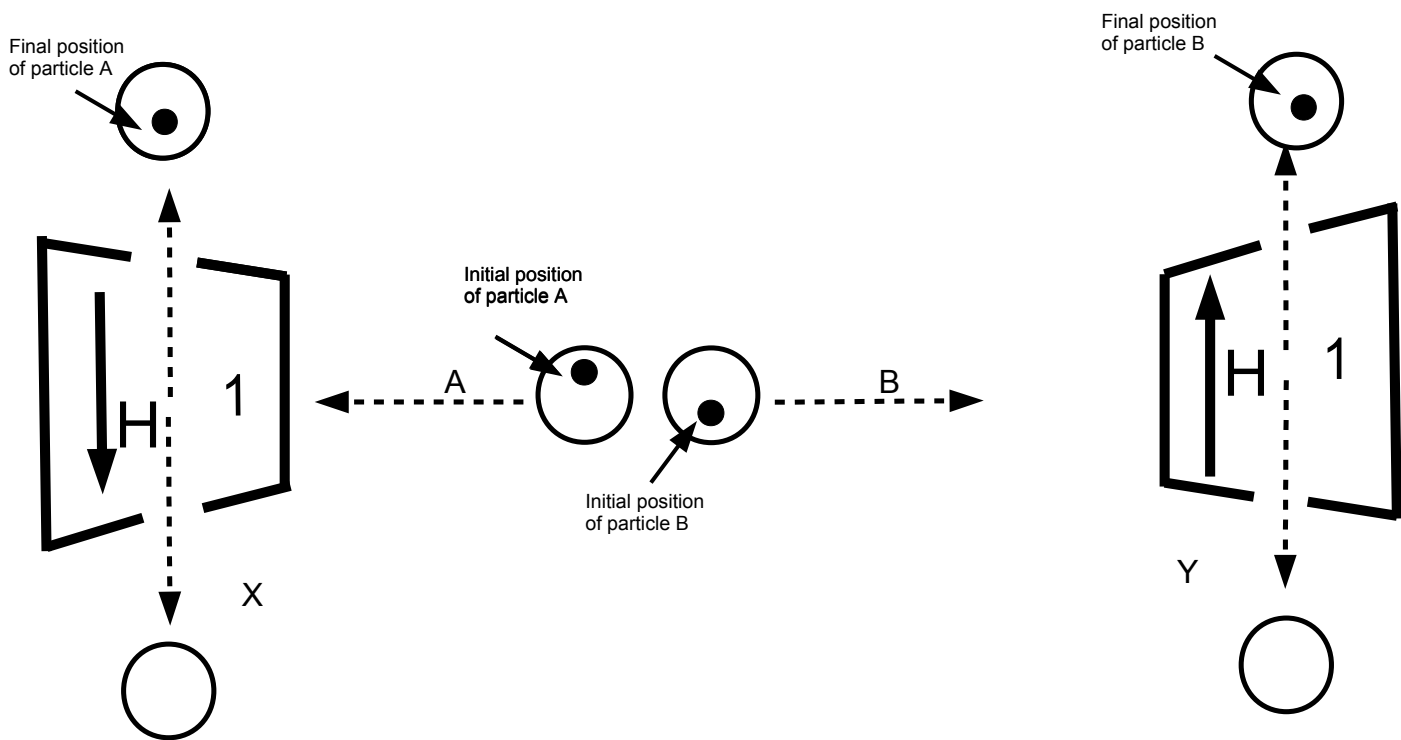 Final position
of particle A
Final position
of particle B
Initial position
of particle A
A
B
H
1
H
1
Initial position
of particle B
X
Y